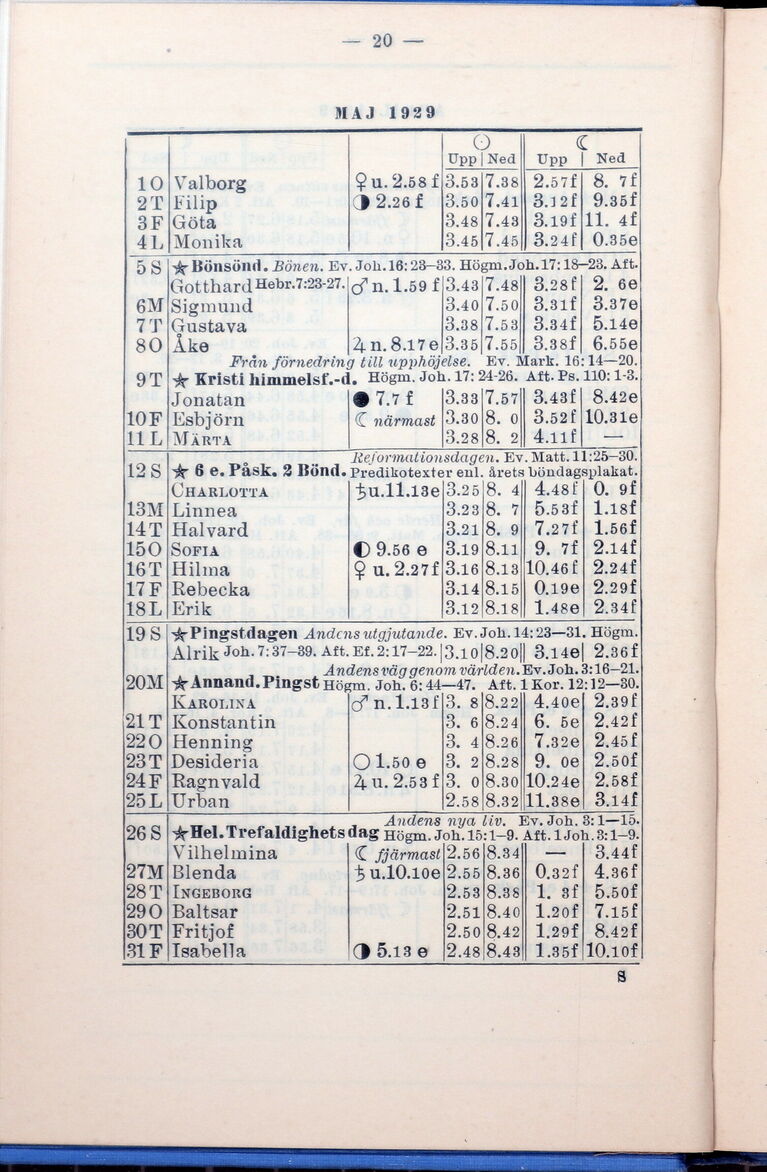 — 20 —
MAJ 1929
☉ ☾
Upp Ned Upp Ned
1 O Valborg ♀ u. 2.58 f 3.53 7.38 2.57f 8. 7f
2 T Filip ◑ 2.26 f 3.50 7.41 3.12f 9.35f
3 F Göta 3.48 7.43 3.19f 11. 4f
4 L Monika 3.45 7.45 3.24f 0.35e
5 S ★ Bönsönd. Bönen. Ev. Joh. 16: 23–33. Högm. Joh. 17: 18–23. Aft.
Gotthard Hebr. 7:23-27. ♂ n. 1.59 f 3.43 7.48 3.28f 2. 6e
6M Sigmund 3.40 7.50 3.31f 3.37e
7 T Gustava 3.38 7.53 3.34f 5.14e
8 O Åke ♃ n. 8.17 e 3.35 7.55 3.38f 6.55e
Från förnedring till upphöjelse. Ev. Mark. 16: 14—20.
9 T ★ Kristi himmelsf.-d. Högm. Joh. 17: 24-26. Aft. Ps. 110: 1-3.
Jonatan ● 7.7 f 3.33 7.57 3.43f 8.42e
10 F Esbjörn ☾ närmast 3.30 8. 0 3.52f 10.31e
11 L MÄRTA 3.28 8. 2 4.11f —
Reformationsdagen. Ev. Matt. 11:25–30.
12 S ★ 6 e. Påsk. 2 Bönd. Predikotexter enl. årets böndagsplakat.
CHARLOTTA ♄ u. 11.13e 3.25 8. 4 4.48f 0. 9f
13M Linnea 3.23 8. 7 5.53f 1.18f
14 T Halvard 3.21 8. 9 7.27f 1.56f
15 O SOFIA ◐ 9.56 e 3.19 8.11 9. 7f 2.14f
16 T Hilma ♀ u. 2.27f 3.16 8.13 10.46f 2.24f
17 F Rebecka 3.14 8.15 0.19e 2.29f
18 L Erik 3.12 8.18 1.48e 2.34f
19 S ★ Pingstdagen Andens utgjutande. Ev. Joh. 14: 23—31. Högm.
Alrik Joh. 7: 37–39. Aft. Ef. 2: 17–22. 3.10 8.20 3.14e 2.36f
Andens väg genom världen. Ev. Joh. 3: 16–21.
20M ★ Annand. Pingst Högm. Joh. 6: 44—47. Aft. 1 Kor. 12: 12—30.
KAROLINA ♂ n. 1.13 f 3. 8 8.22 4.40e 2.39f
21 T Konstantin 3. 6 8.24 6. 5e 2.42f
22 O Henning 3. 4 8.26 7.32e 2.45f
23 T Desideria ○ 1.50 e 3. 2 8.28 9. 0e 2.50f
24 F Ragnvald ♃ u. 2.53 f 3. 0 8.30 10.24e 2.58f
25 L Urban 2.58 8.32 11.38e 3.14f
Andens nya liv. Ev. Joh. 3: 1—15.
26 S ★ Hel. Trefaldighetsdag Högm. Joh. 15: 1–9. Aft. 1 Joh. 3: 1–9.
Vilhelmina ☾ fjärmast 2.56 8.34 — 3.44f
27M Blenda ♄ u. 10.10e 2.55 8.36 0.32f 4.36f
28 T INGEBORG 2.53 8.38 1. 3f 5.50f
29 O Baltsar 2.51 8.40 1.20f 7.15f
30 T Fritjof 2.50 8.42 1.29f 8.42f
31 F Isabella ◑ 5.13 e 2.48 8.43 1.35f 10.10f
S